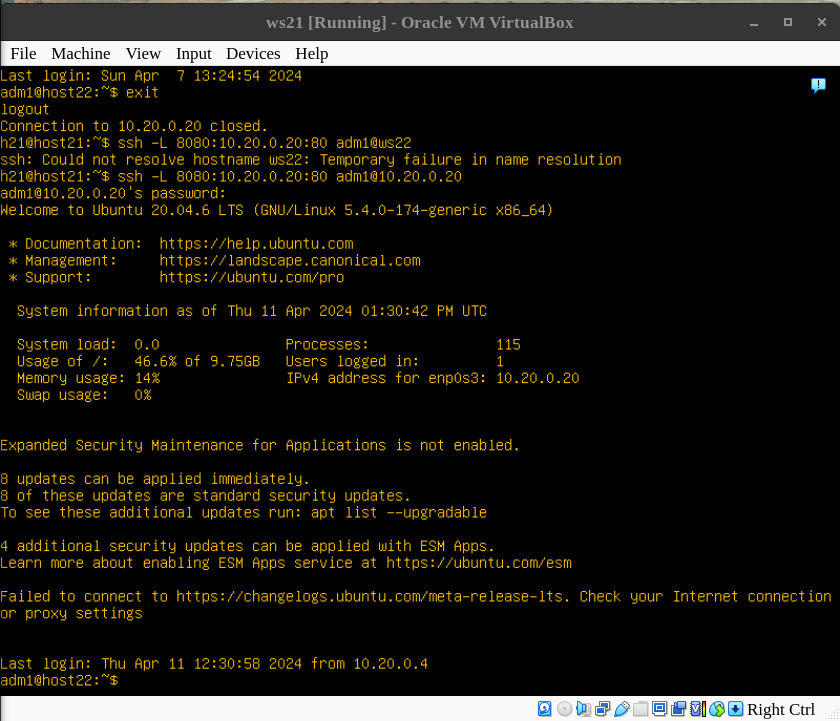 ws21 [Running] - Oracle VM VirtualBox
File Machine View Input Devices Help
Last login: Sun Apr  7 13:24:54 2024
adm1@host22:~$ exit
logout
Connection to 10.20.0.20 closed.
h21@host21:~$ ssh -L 8080:10.20.0.20:80 adm1@ws22
ssh: Could not resolve hostname ws22: Temporary failure in name resolution
h21@host21:~$ ssh -L 8080:10.20.0.20:80 adm1@10.20.0.20
adm1@10.20.0.20's password:
Welcome to Ubuntu 20.04.6 LTS (GNU/Linux 5.4.0-174-generic x86_64)
* Documentation:  https://help.ubuntu.com
* Management:     https://landscape.canonical.com
* Support:        https://ubuntu.com/pro
System information as of Thu 11 Apr 2024 01:30:42 PM UTC
System load:  0.0               Processes:               115
Usage of /:   46.6% of 9.75GB   Users logged in:         1
Memory usage: 14%               IPv4 address for enp0s3: 10.20.0.20
Swap usage:   0%
Expanded Security Maintenance for Applications is not enabled.
8 updates can be applied immediately.
8 of these updates are standard security updates.
To see these additional updates run: apt list --upgradable
4 additional security updates can be applied with ESM Apps.
Learn more about enabling ESM Apps service at https://ubuntu.com/esm
Failed to connect to https://changelogs.ubuntu.com/meta-release-lts. Check your Internet connection
or proxy settings
Last login: Thu Apr 11 12:30:58 2024 from 10.20.0.4
adm1@host22:~$
Right Ctrl